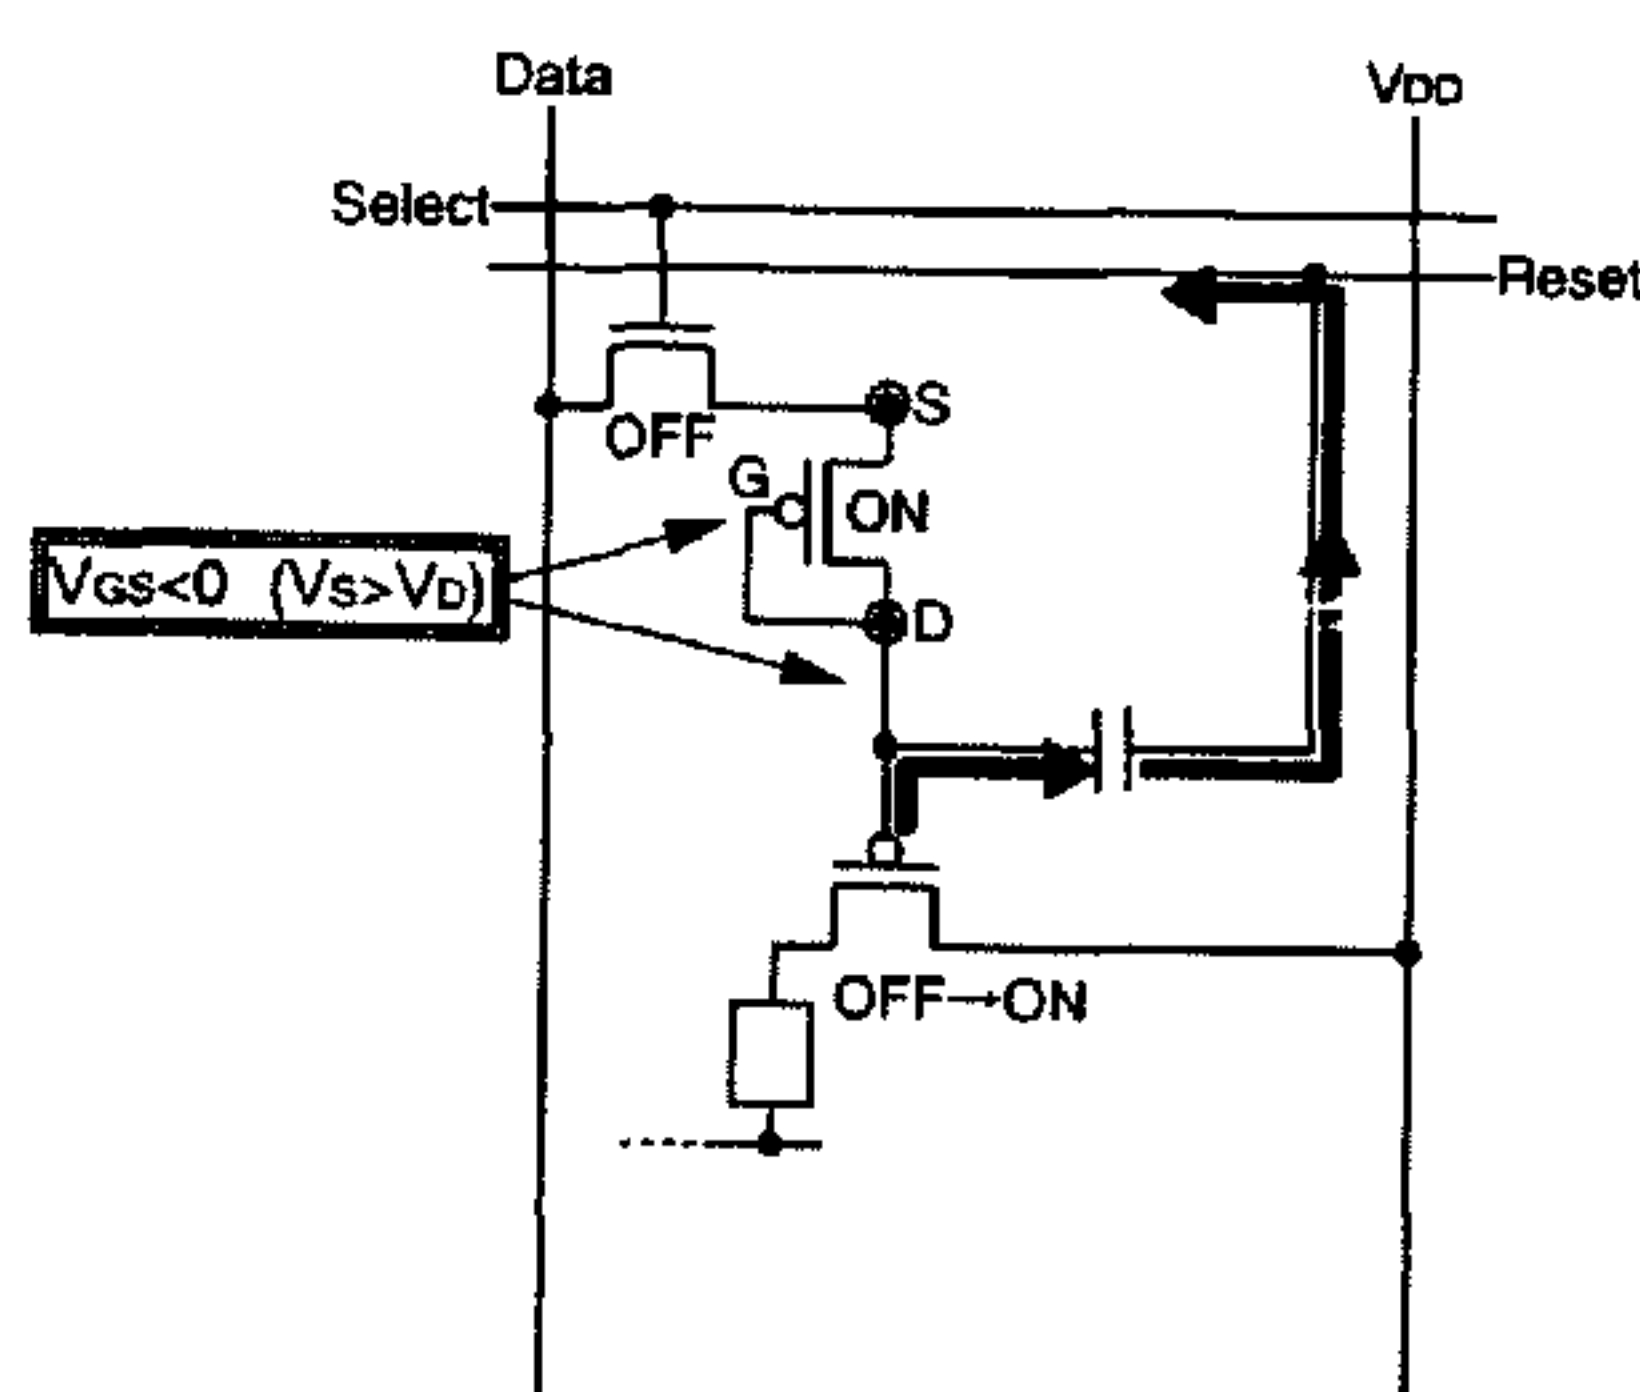 Data
VDD
Select
Reset
S
OFF
G
ON
VGS<0 (VS>VD)
D
OFF→ON